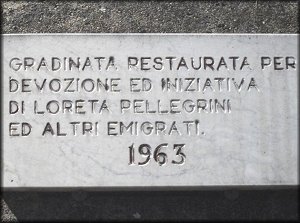 GRADINATA RESTAURATA PER
DEVOZIONE ED INIZIATIVA
DI LORETA PELLEGRINI
ED ALTRI EMIGRATI.
1963